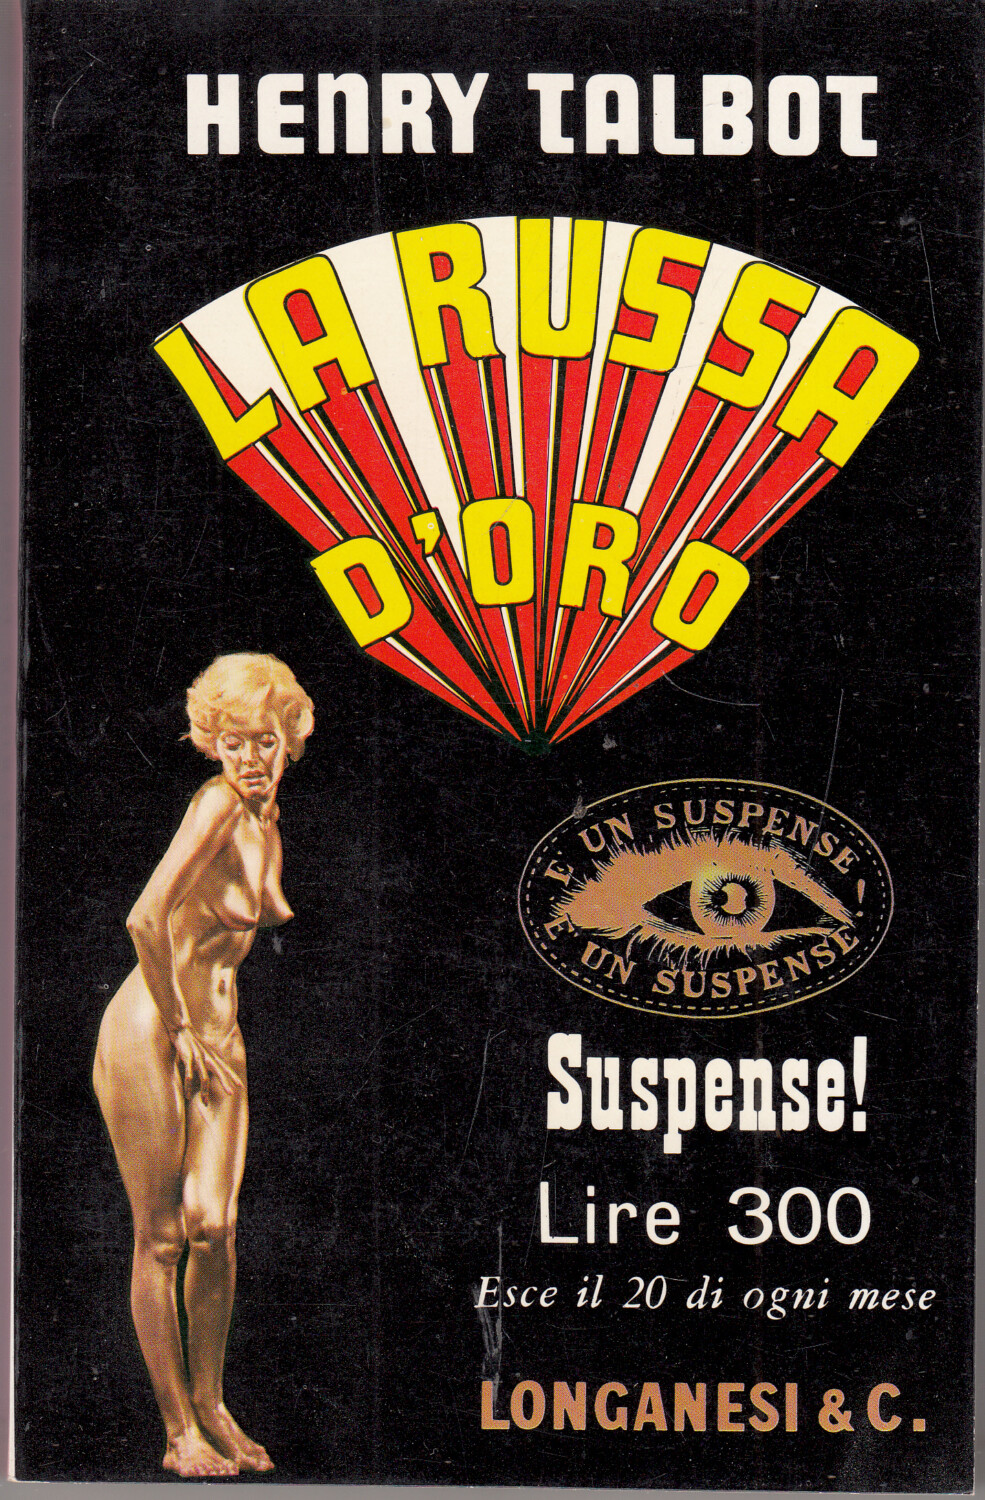 HENRY TALBOT
LA RUSSA
D'ORO
E UN SUSPENSE!
E UN SUSPENSE
Suspense!
Lire 300
Esce il 20 di ogni mese
LONGANESI & C.